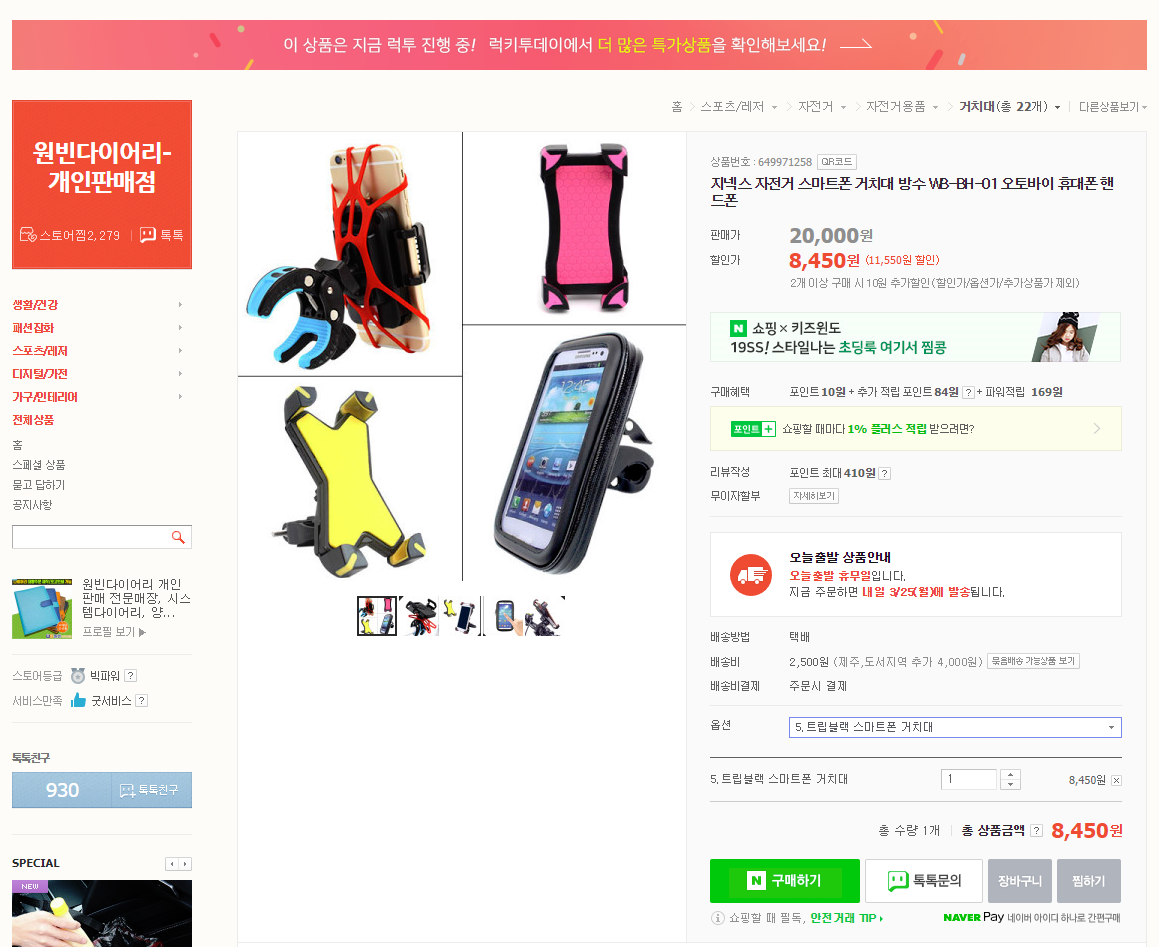 이 상품은 지금 럭투 진행 중! 럭키투데이에서 더 많은 특가상품을 확인해보세요!
원빈다이어리-
개인판매점
스토어찜2,279 톡톡
생활/건강
패션잡화
스포츠/레저
디지털/가전
가구/인테리어
전체상품
홈
스페셜 상품
묻고 답하기
공지사항
원빈다이어리 개인
판매 전문매장, 시스
템다이어리, 양...
프로필 보기
스토어등급 빅파워 ?
서비스만족 굿서비스 ?
톡톡친구
930 톡톡친구
SPECIAL
NEW
홈 스포츠/레저 자전거 자전거용품 거치대(총 22개) 다른상품보기
상품번호 : 649971258 QR코드
지넥스 자전거 스마트폰 거치대 방수 WB-BH-01 오토바이 휴대폰 핸
드폰
판매가 20,000원
할인가 8,450원 (11,550원 할인)
2개 이상 구매 시 10원 추가할인(할인가/옵션가/추가상품가 제외)
N 쇼핑 × 키즈윈도
19SS! 스타일나는 초딩룩 여기서 찜콩
구매혜택 포인트 10원 + 추가 적립 포인트 84원 ? + 파워적립 169원
포인트 + 쇼핑할 때마다 1% 플러스 적립 받으려면?
리뷰작성 포인트 최대 410원 ?
무이자할부 자세히보기
오늘출발 상품안내
오늘출발 휴무일입니다.
지금 주문하면 내일 3/25(월)에 발송됩니다.
배송방법 택배
배송비 2,500원 (제주,도서지역 추가 4,000원) 묶음배송 가능상품 보기
배송비결제 주문시 결제
옵션 5. 트립블랙 스마트폰 거치대
5. 트립블랙 스마트폰 거치대 1 8,450원
총 수량 1개 총 상품금액 ? 8,450원
N 구매하기 톡톡문의 장바구니 찜하기
쇼핑할 때 필독, 안전거래 TIP
NAVER Pay 네이버 아이디 하나로 간편구매